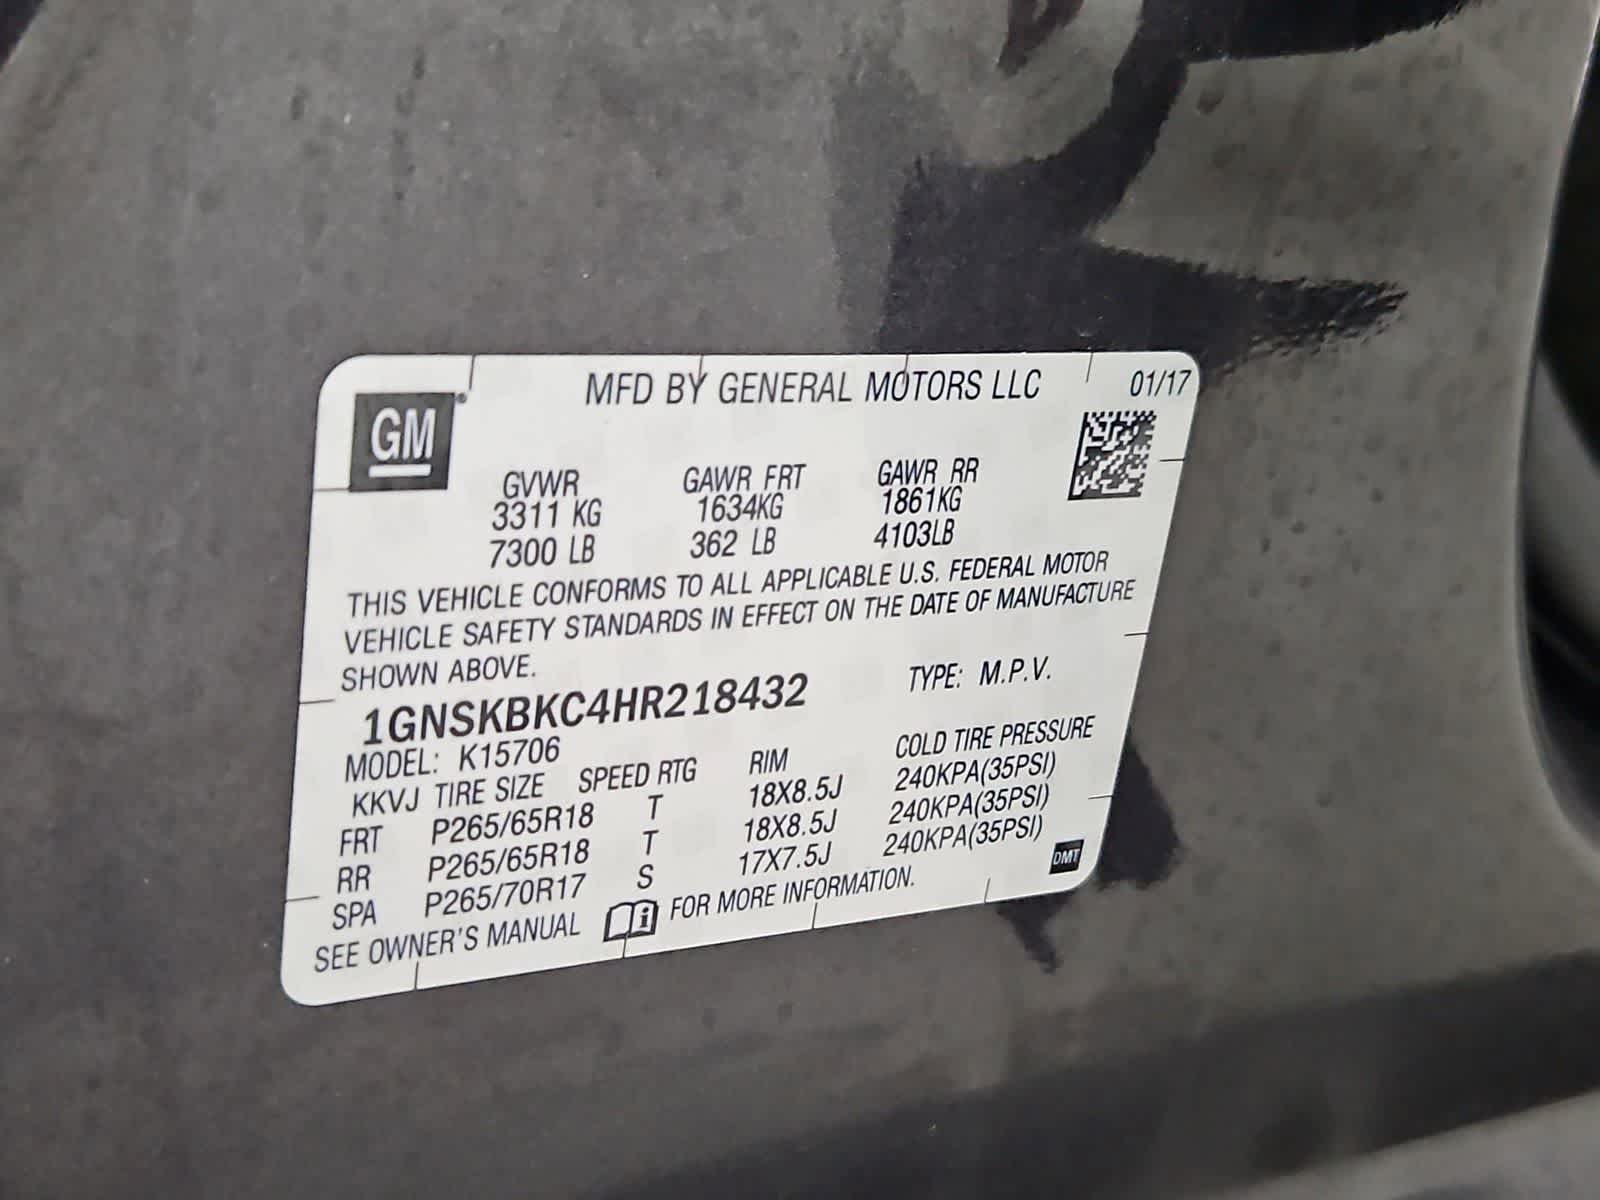 MFD BY GENERAL MOTORS LLC 01/17
GM®
GVWR GAWR FRT GAWR RR
3311 KG 1634KG 1861KG
7300 LB 362 LB 4103LB
THIS VEHICLE CONFORMS TO ALL APPLICABLE U.S. FEDERAL MOTOR
VEHICLE SAFETY STANDARDS IN EFFECT ON THE DATE OF MANUFACTURE
SHOWN ABOVE.
1GNSKBKC4HR218432 TYPE: M.P.V.
MODEL: K15706
KKVJ TIRE SIZE SPEED RTG RIM COLD TIRE PRESSURE
FRT P265/65R18 T 18X8.5J 240KPA(35PSI)
RR P265/65R18 T 18X8.5J 240KPA(35PSI)
SPA P265/70R17 S 17X7.5J 240KPA(35PSI)
SEE OWNER'S MANUAL i FOR MORE INFORMATION.
DMT